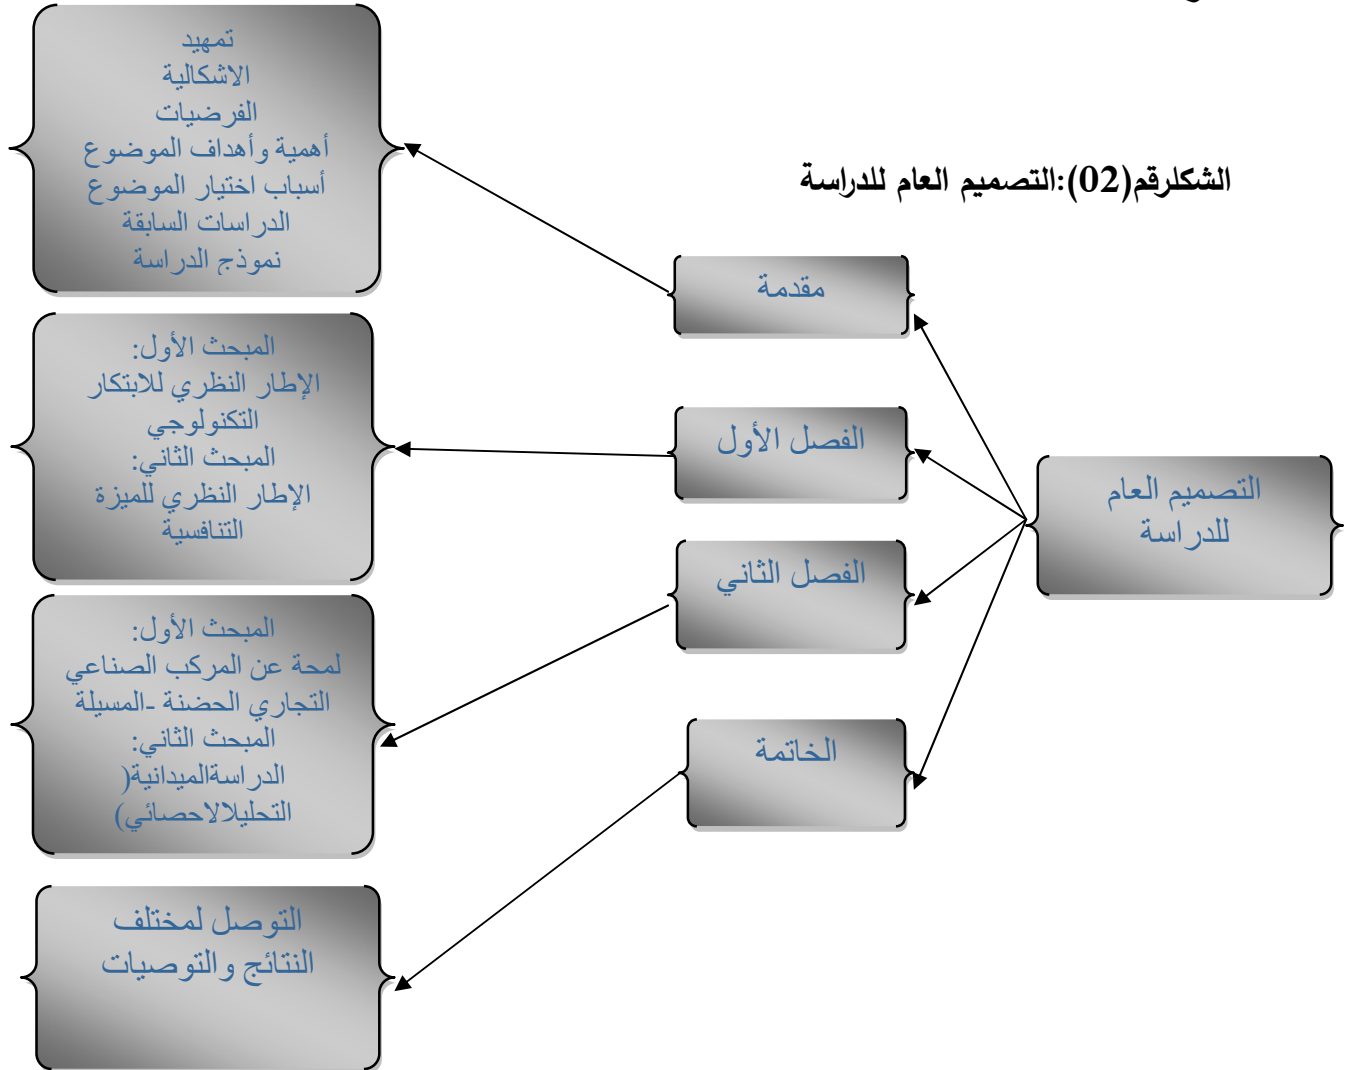 الشكلرقم(02):التصميم العام للدراسة
التصميم العام
للدراسة
مقدمة
تمهيد
الاشكالية
الفرضيات
أهمية وأهداف الموضوع
أسباب اختيار الموضوع
الدراسات السابقة
نموذج الدراسة
الفصل الأول
المبحث الأول:
الإطار النظري للابتكار
التكنولوجي
المبحث الثاني:
الإطار النظري للميزة
التنافسية
الفصل الثاني
المبحث الأول:
لمحة عن المركب الصناعي
التجاري الحضنة -المسيلة
المبحث الثاني:
الدراسةالميدانية(
التحليلالاحصائي)
الخاتمة
التوصل لمختلف
النتائج والتوصيات